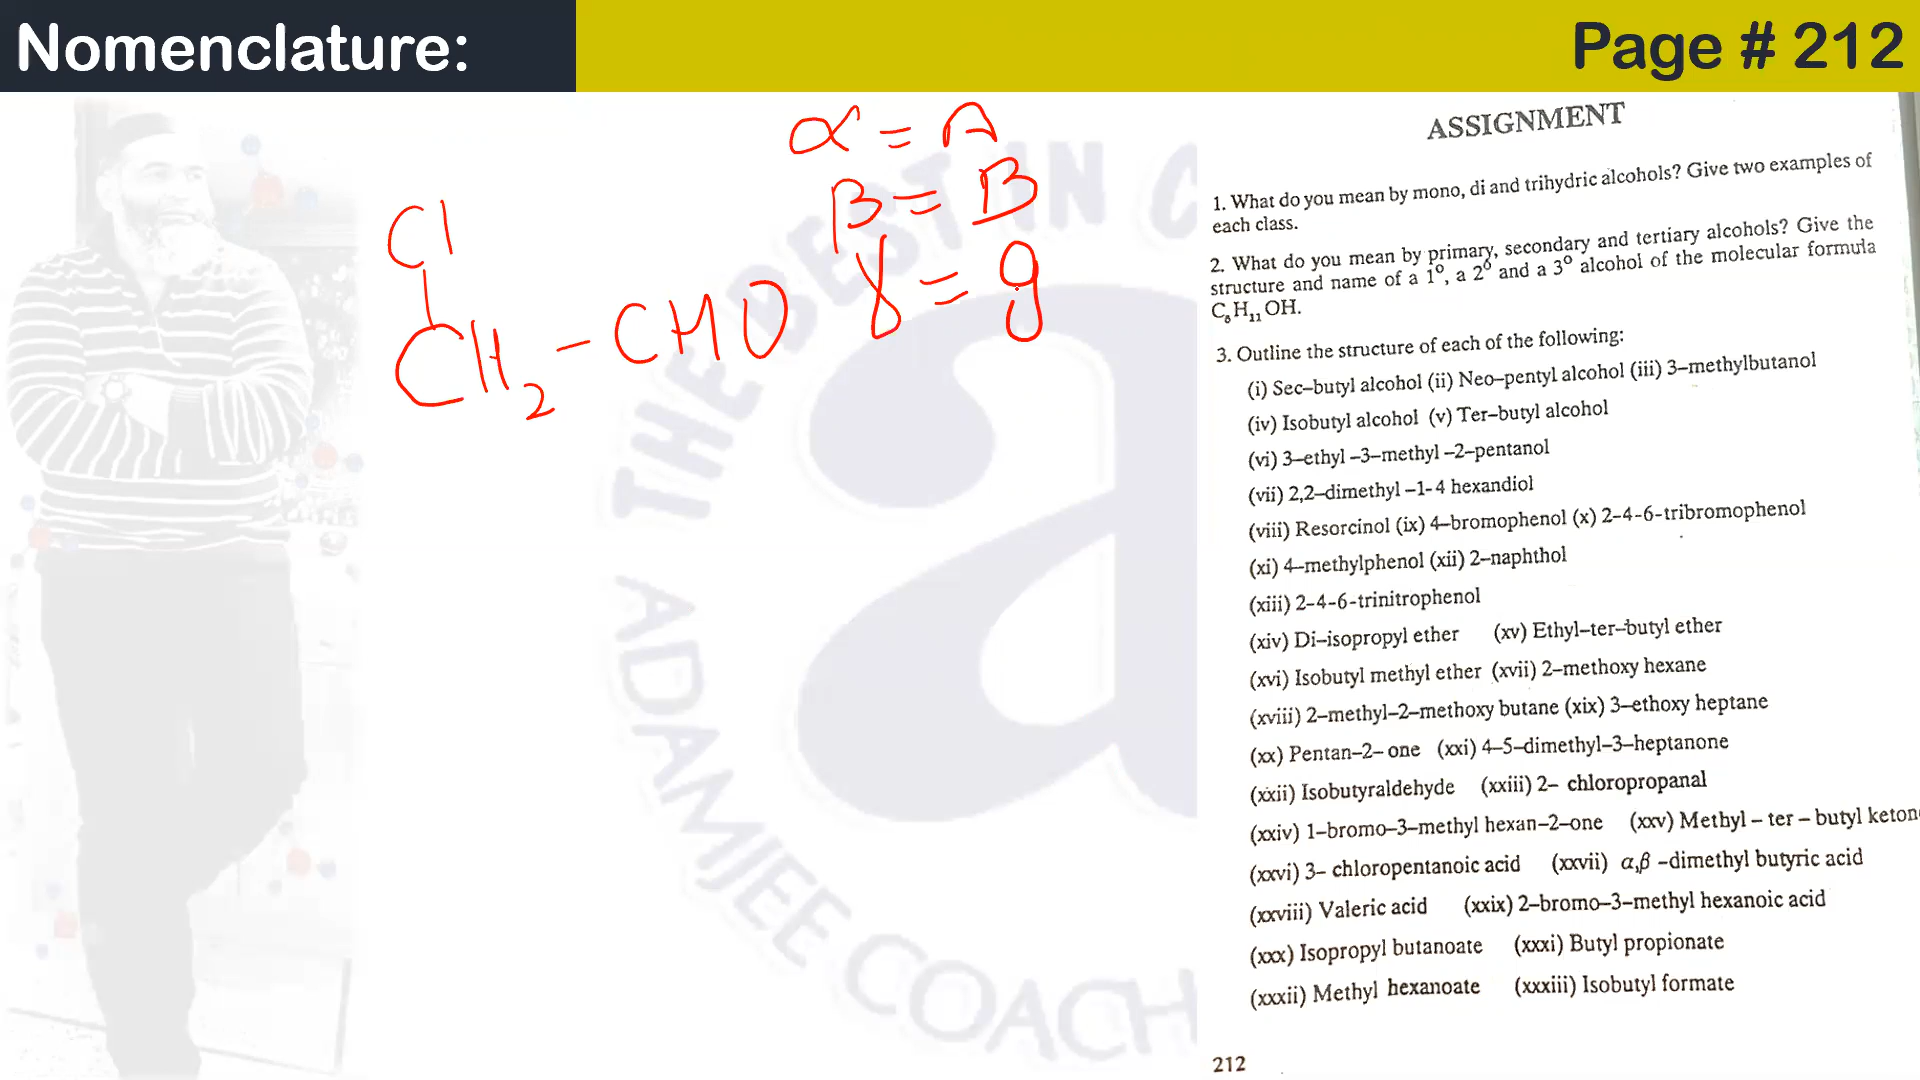 Nomenclature:
Page # 212
α = A
β = B
γ = g
Cl
CH2 - CHO
THE BEST IN C
ADAMJEE COACH
a
ASSIGNMENT
1. What do you mean by mono, di and trihydric alcohols? Give two examples of
each class.
2. What do you mean by primary, secondary and tertiary alcohols? Give the
structure and name of a 1°, a 2° and a 3° alcohol of the molecular formula
C₅H₁₁OH.
3. Outline the structure of each of the following:
(i) Sec–butyl alcohol (ii) Neo–pentyl alcohol (iii) 3–methylbutanol
(iv) Isobutyl alcohol (v) Ter–butyl alcohol
(vi) 3–ethyl –3–methyl –2–pentanol
(vii) 2,2–dimethyl –1- 4 hexandiol
(viii) Resorcinol (ix) 4–bromophenol (x) 2-4-6-tribromophenol
(xi) 4–methylphenol (xii) 2–naphthol
(xiii) 2-4-6-trinitrophenol
(xiv) Di–isopropyl ether (xv) Ethyl–ter–butyl ether
(xvi) Isobutyl methyl ether (xvii) 2–methoxy hexane
(xviii) 2–methyl–2–methoxy butane (xix) 3–ethoxy heptane
(xx) Pentan–2– one (xxi) 4–5–dimethyl–3–heptanone
(xxii) Isobutyraldehyde (xxiii) 2– chloropropanal
(xxiv) 1–bromo–3–methyl hexan–2–one (xxv) Methyl – ter – butyl keton
(xxvi) 3– chloropentanoic acid (xxvii) α,β –dimethyl butyric acid
(xxviii) Valeric acid (xxix) 2–bromo–3–methyl hexanoic acid
(xxx) Isopropyl butanoate (xxxi) Butyl propionate
(xxxii) Methyl hexanoate (xxxiii) Isobutyl formate
212